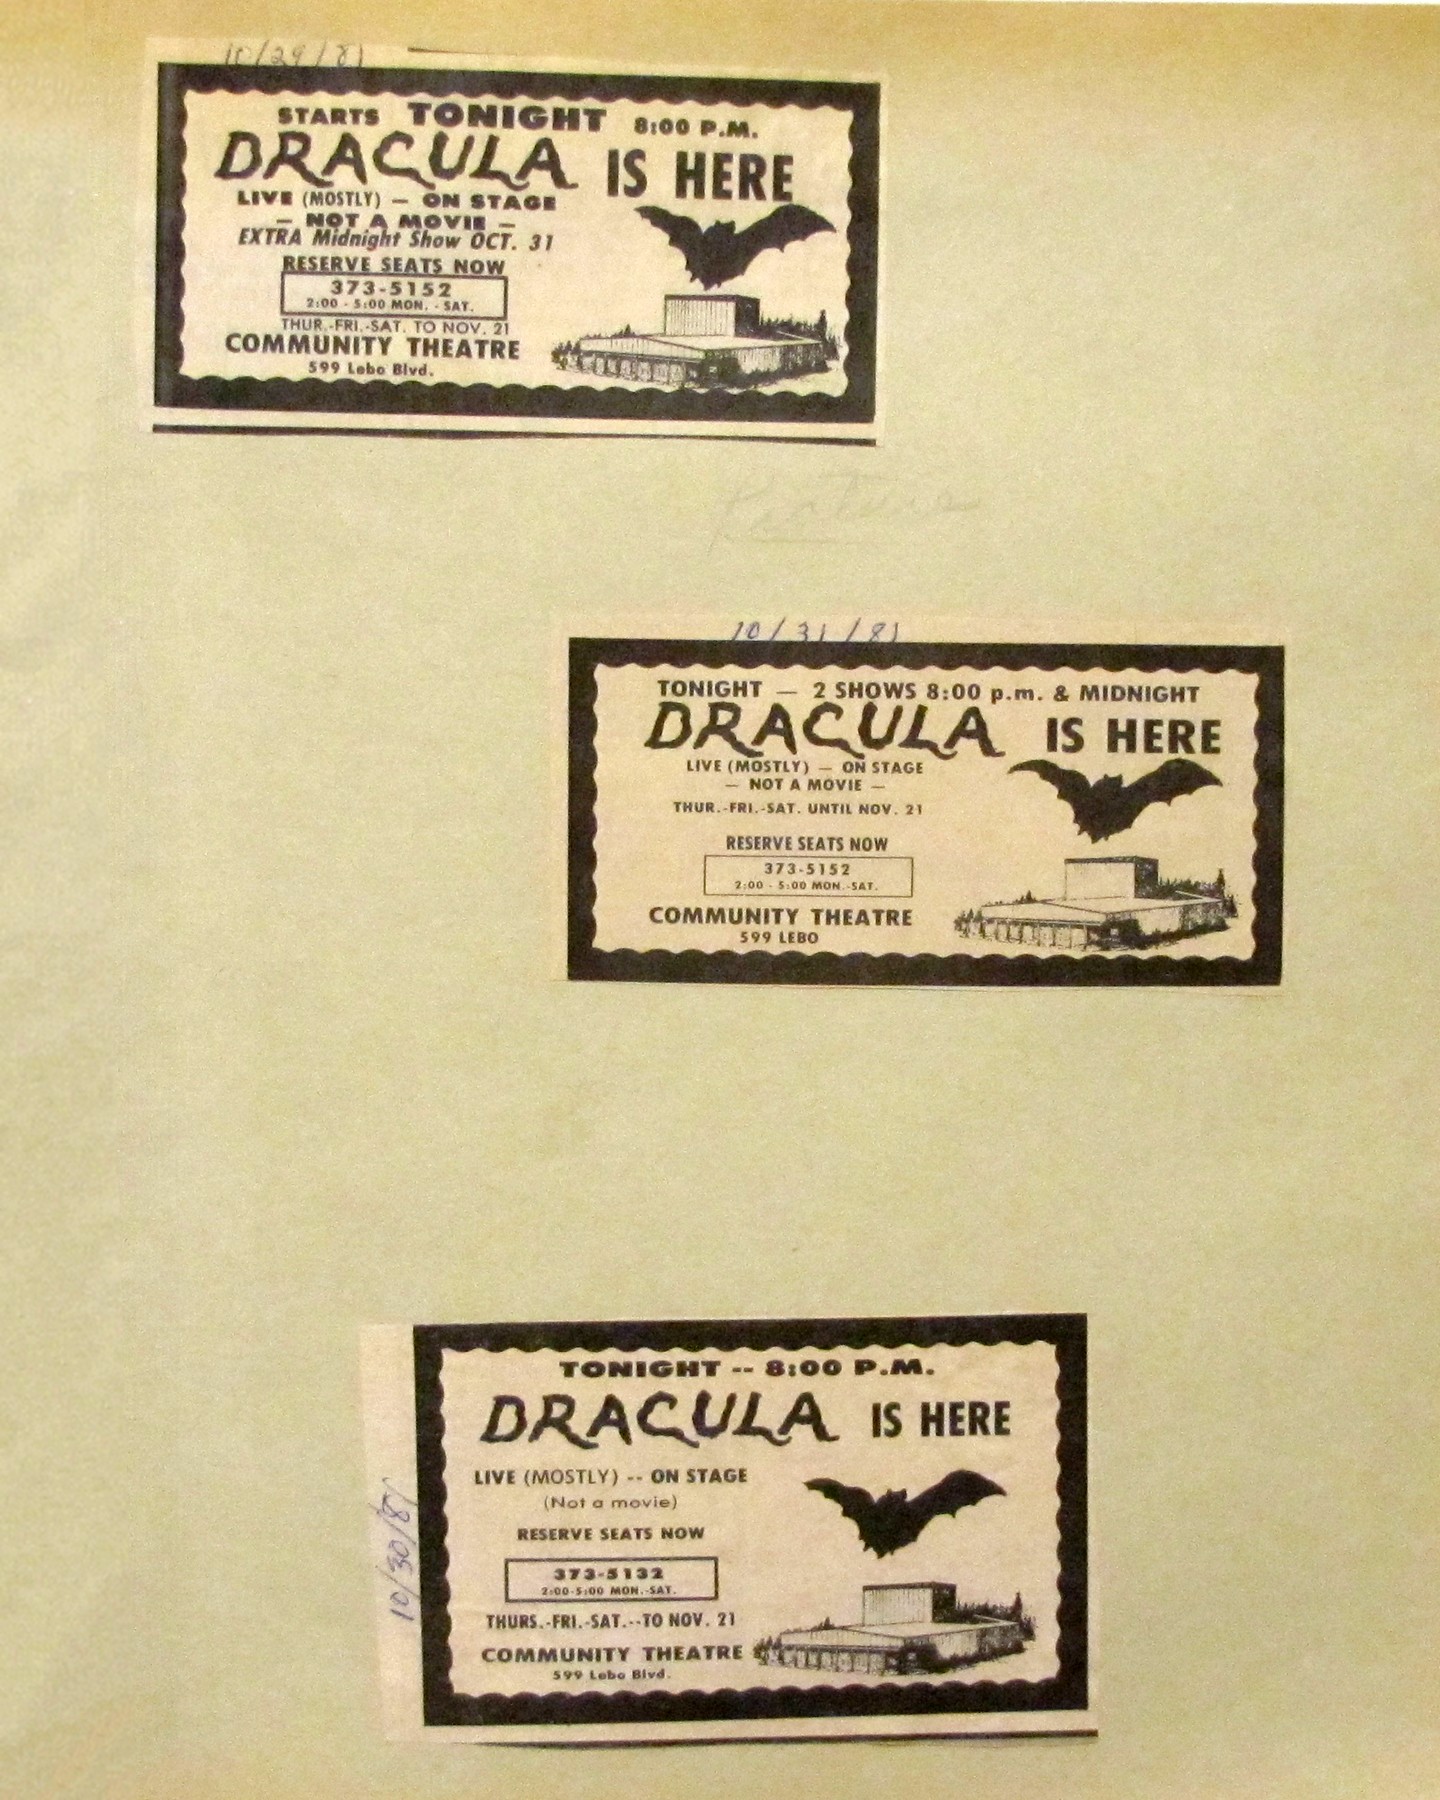 10/29/81
STARTS TONIGHT 8:00 P.M.
DRACULA IS HERE
LIVE (MOSTLY) — ON STAGE
— NOT A MOVIE —
EXTRA Midnight Show OCT. 31
RESERVE SEATS NOW
373-5152
2:00 - 5:00 MON. - SAT.
THUR.-FRI.-SAT. TO NOV. 21
COMMUNITY THEATRE
599 Lebo Blvd.
10/31/81
TONIGHT — 2 SHOWS 8:00 p.m. & MIDNIGHT
DRACULA IS HERE
LIVE (MOSTLY) — ON STAGE
— NOT A MOVIE —
THUR.-FRI.-SAT. UNTIL NOV. 21
RESERVE SEATS NOW
373-5152
2:00 - 5:00 MON.-SAT.
COMMUNITY THEATRE
599 LEBO
10/30/81
TONIGHT -- 8:00 P.M.
DRACULA IS HERE
LIVE (MOSTLY) -- ON STAGE
(Not a movie)
RESERVE SEATS NOW
373-5132
2:00-5:00 MON.-SAT.
THURS.-FRI.-SAT.--TO NOV. 21
COMMUNITY THEATRE
599 Lebo Blvd.